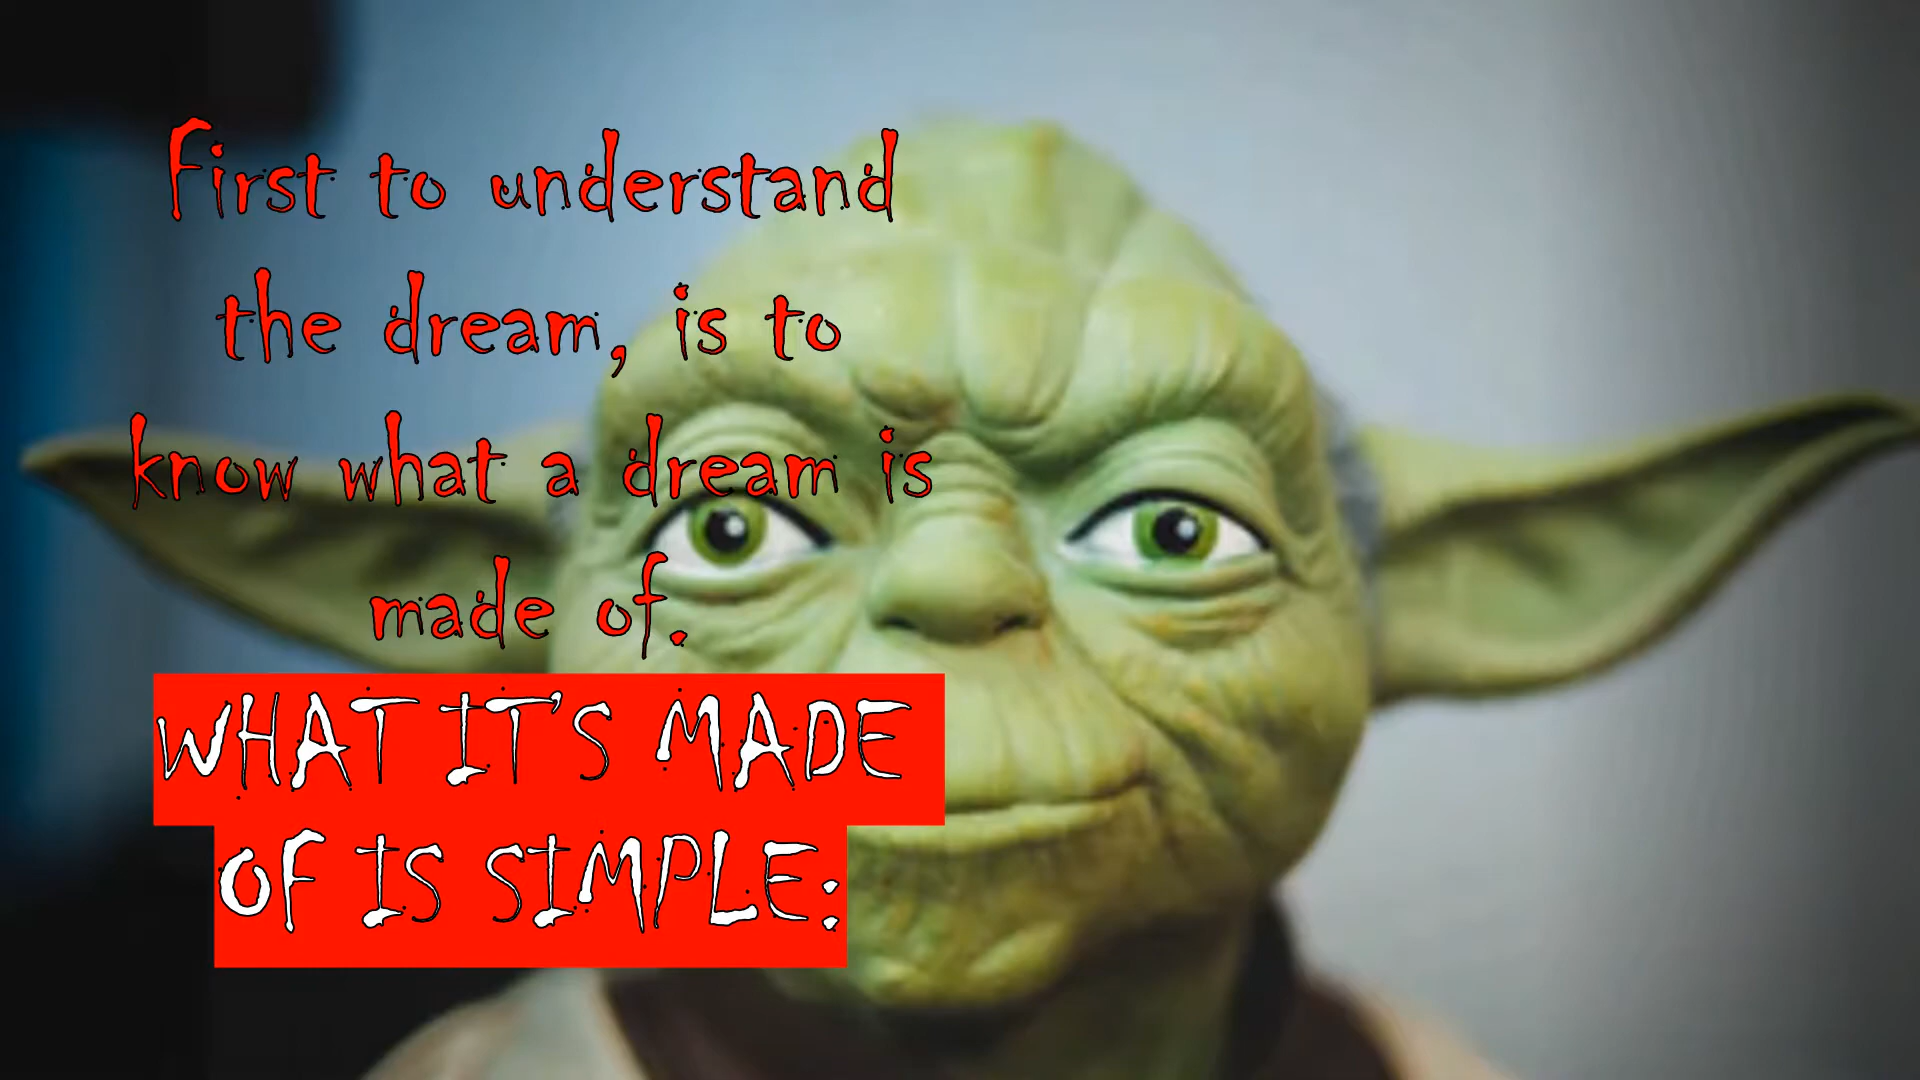 First to understand
the dream, is to
know what a dream is
made of.
WHAT IT'S MADE
OF IS SIMPLE: